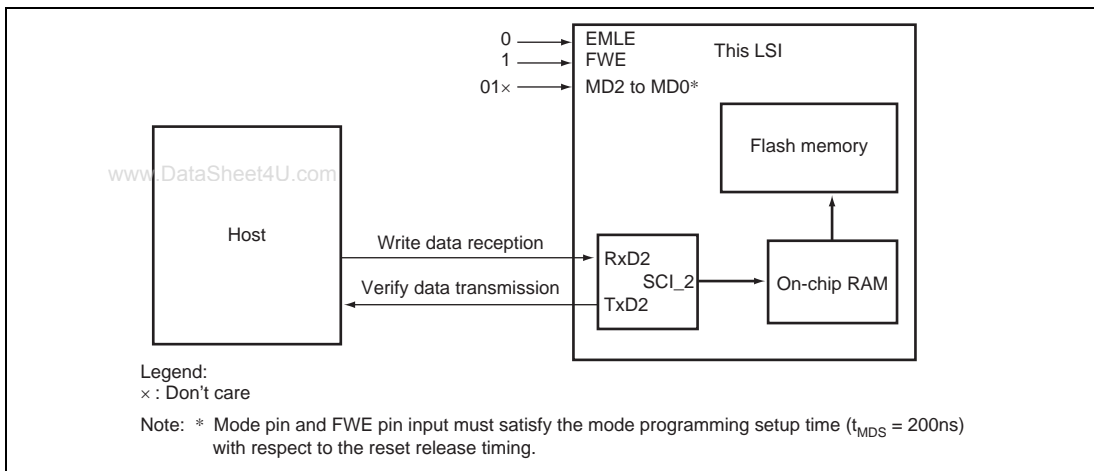 0 EMLE
1 FWE
01× MD2 to MD0*
This LSI
Flash memory
www.DataSheet4U.com
Host
Write data reception
Verify data transmission
RxD2
SCI_2
TxD2
On-chip RAM
Legend:
× : Don't care
Note: * Mode pin and FWE pin input must satisfy the mode programming setup time (tMDS = 200ns)
with respect to the reset release timing.